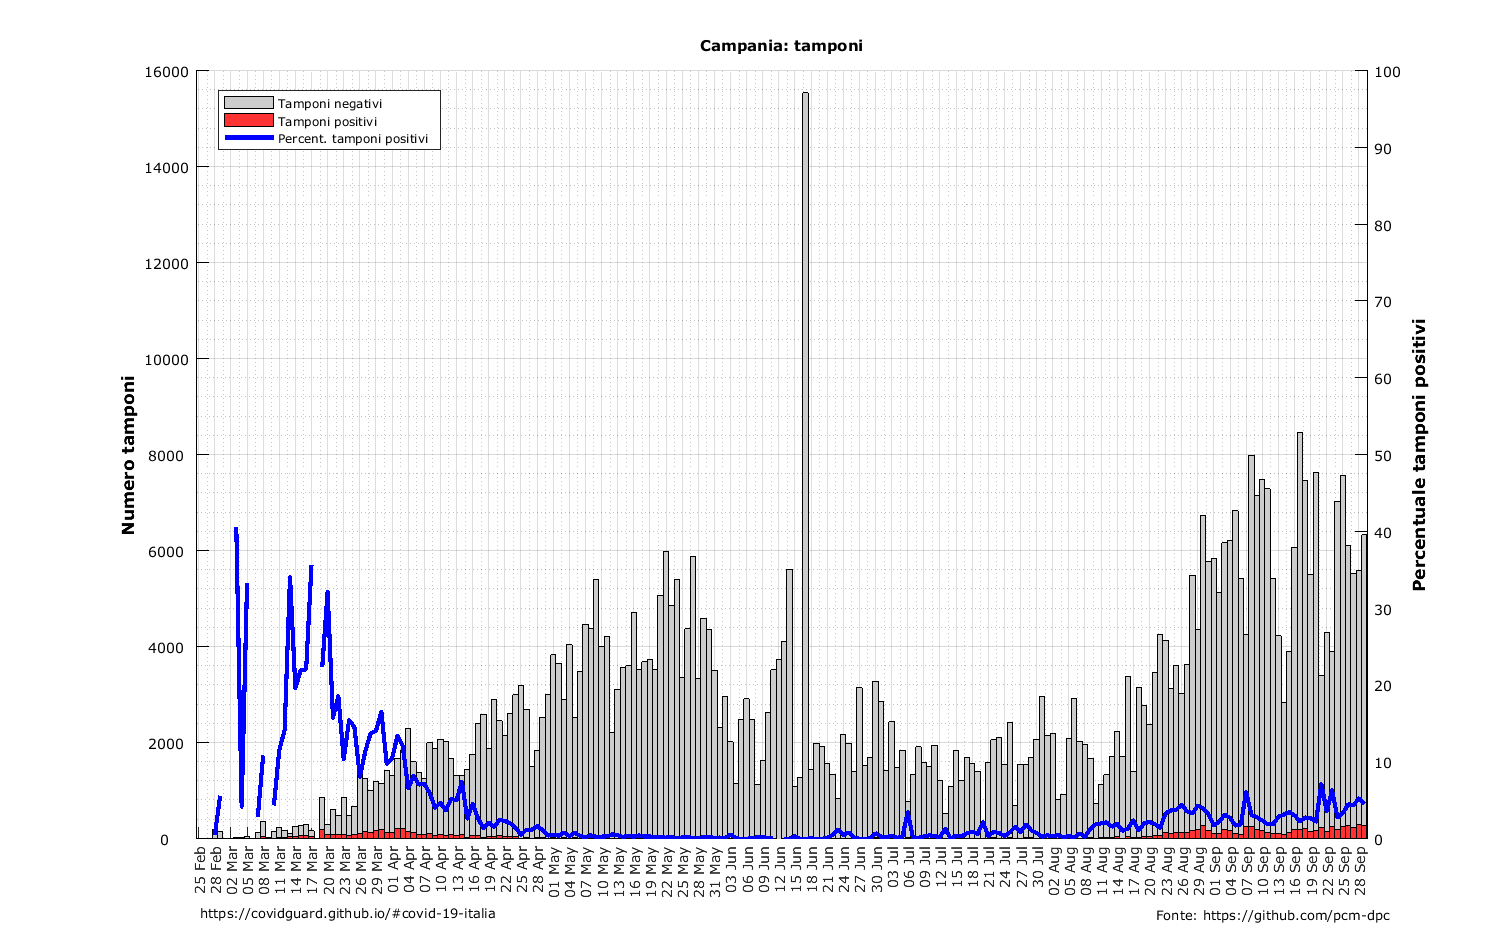 Campania: tamponi
16000
14000
12000
10000
8000
6000
4000
2000
0
100
90
80
70
60
50
40
30
20
10
0
Tamponi negativi
Tamponi positivi
Percent. tamponi positivi
Numero tamponi
Percentuale tamponi positivi
25 Feb
28 Feb
02 Mar
05 Mar
08 Mar
11 Mar
14 Mar
17 Mar
20 Mar
23 Mar
26 Mar
29 Mar
01 Apr
04 Apr
07 Apr
10 Apr
13 Apr
16 Apr
19 Apr
22 Apr
25 Apr
28 Apr
01 May
04 May
07 May
10 May
13 May
16 May
19 May
22 May
25 May
28 May
31 May
03 Jun
06 Jun
09 Jun
12 Jun
15 Jun
18 Jun
21 Jun
24 Jun
27 Jun
30 Jun
03 Jul
06 Jul
09 Jul
12 Jul
15 Jul
18 Jul
21 Jul
24 Jul
27 Jul
30 Jul
02 Aug
05 Aug
08 Aug
11 Aug
14 Aug
17 Aug
20 Aug
23 Aug
26 Aug
29 Aug
01 Sep
04 Sep
07 Sep
10 Sep
13 Sep
16 Sep
19 Sep
22 Sep
25 Sep
28 Sep
https://covidguard.github.io/#covid-19-italia
Fonte: https://github.com/pcm-dpc